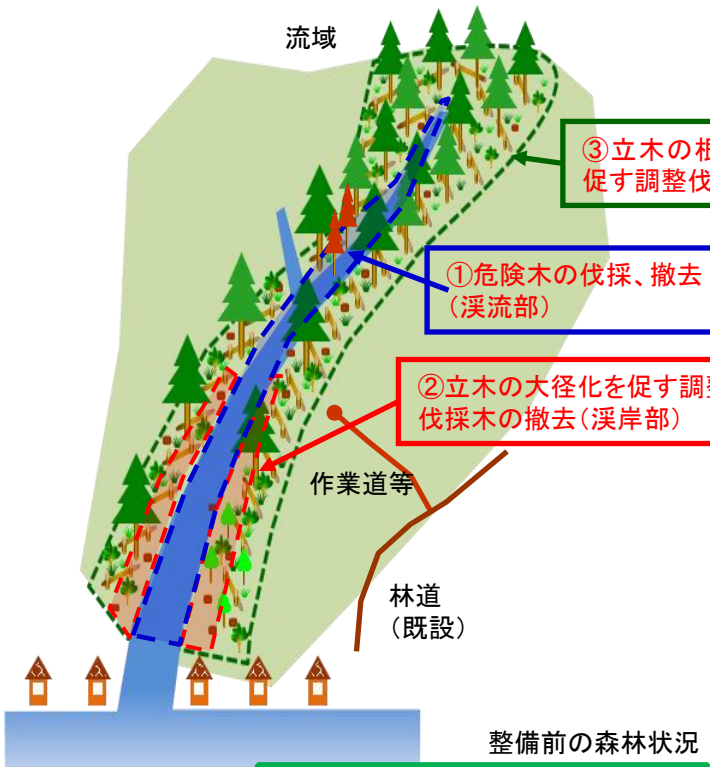 流域
③立木の根
促す調整伐
①危険木の伐採、撤去
(渓流部)
②立木の大径化を促す調整
伐採木の撤去(渓岸部)
作業道等
林道
(既設)
整備前の森林状況